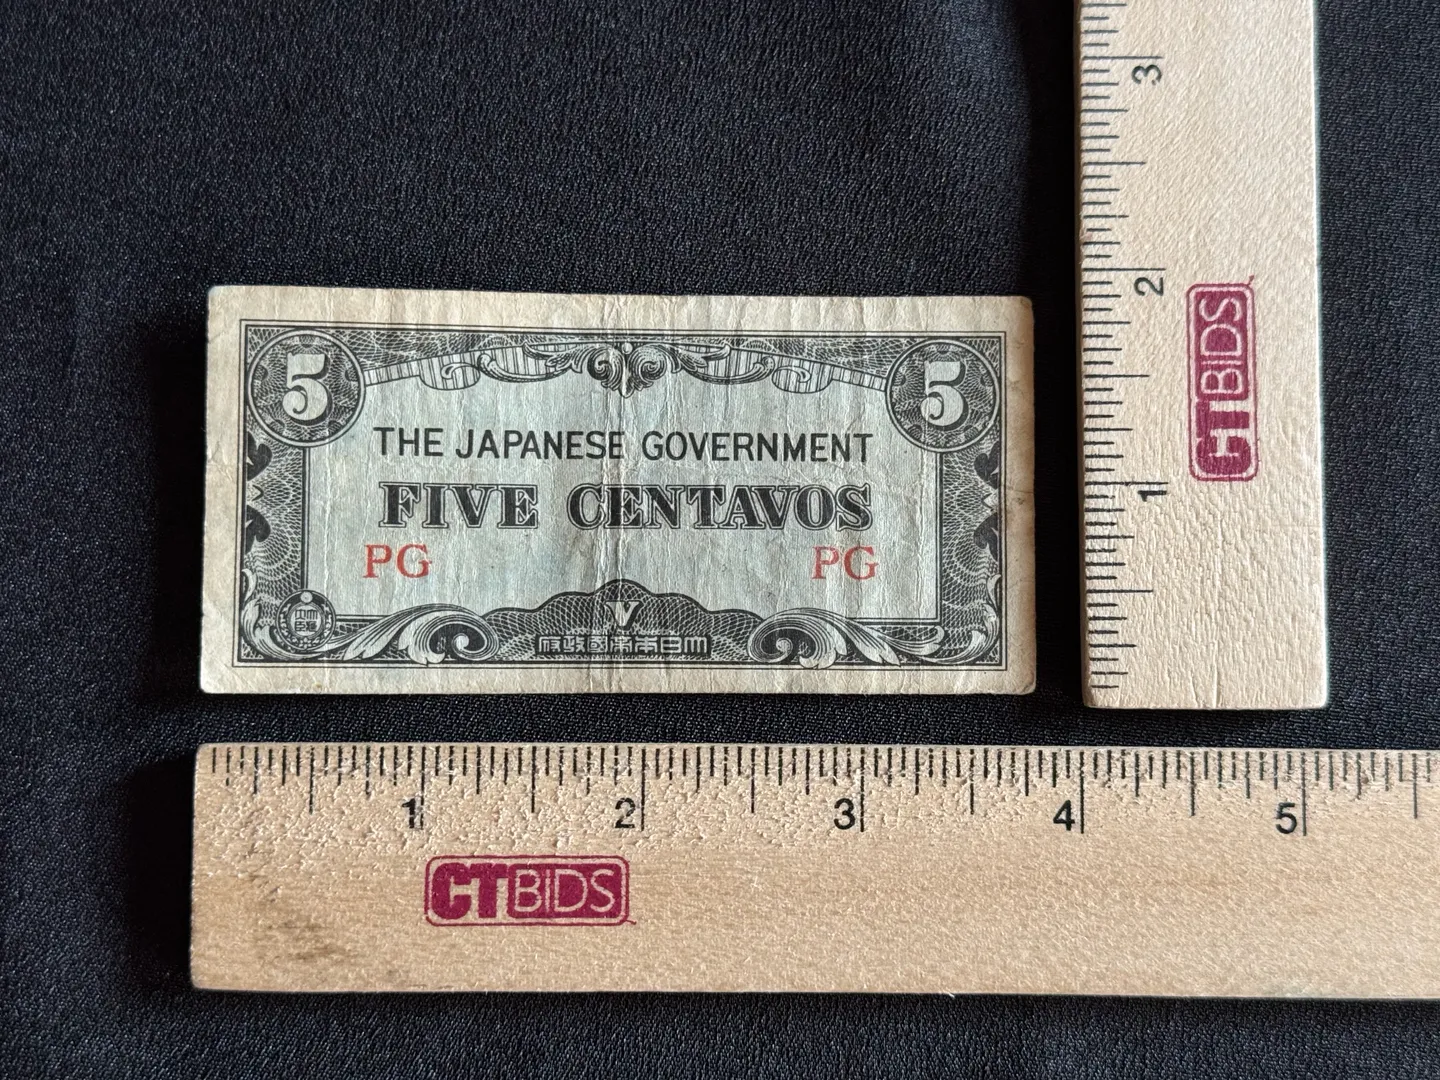 5 5
THE JAPANESE GOVERNMENT
FIVE CENTAVOS
PG PG
V
府政國帝本日大
3
2
1
CTBIDS
1 2 3 4 5
CTBIDS